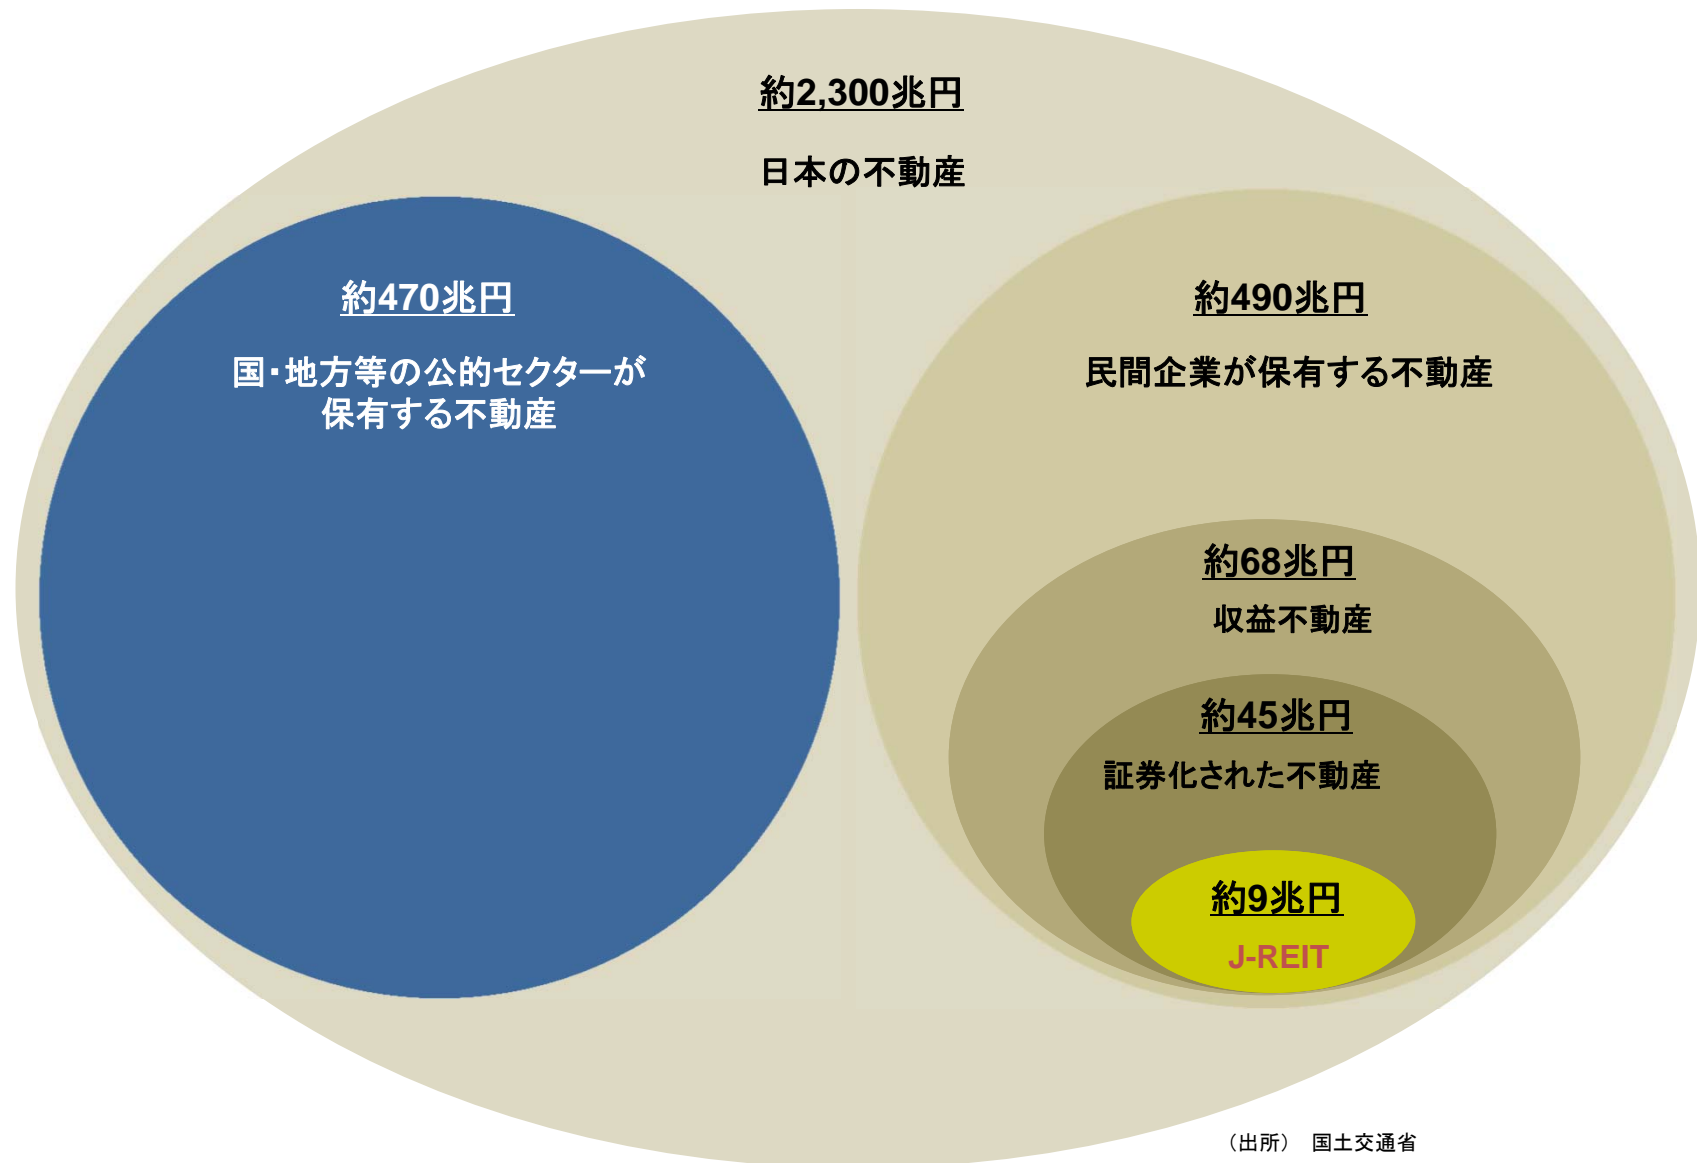 約2,300兆円
日本の不動産
約470兆円
国・地方等の公的セクターが
保有する不動産
約490兆円
民間企業が保有する不動産
約68兆円
収益不動産
約45兆円
証券化された不動産
約9兆円
J-REIT
（出所）　国土交通省